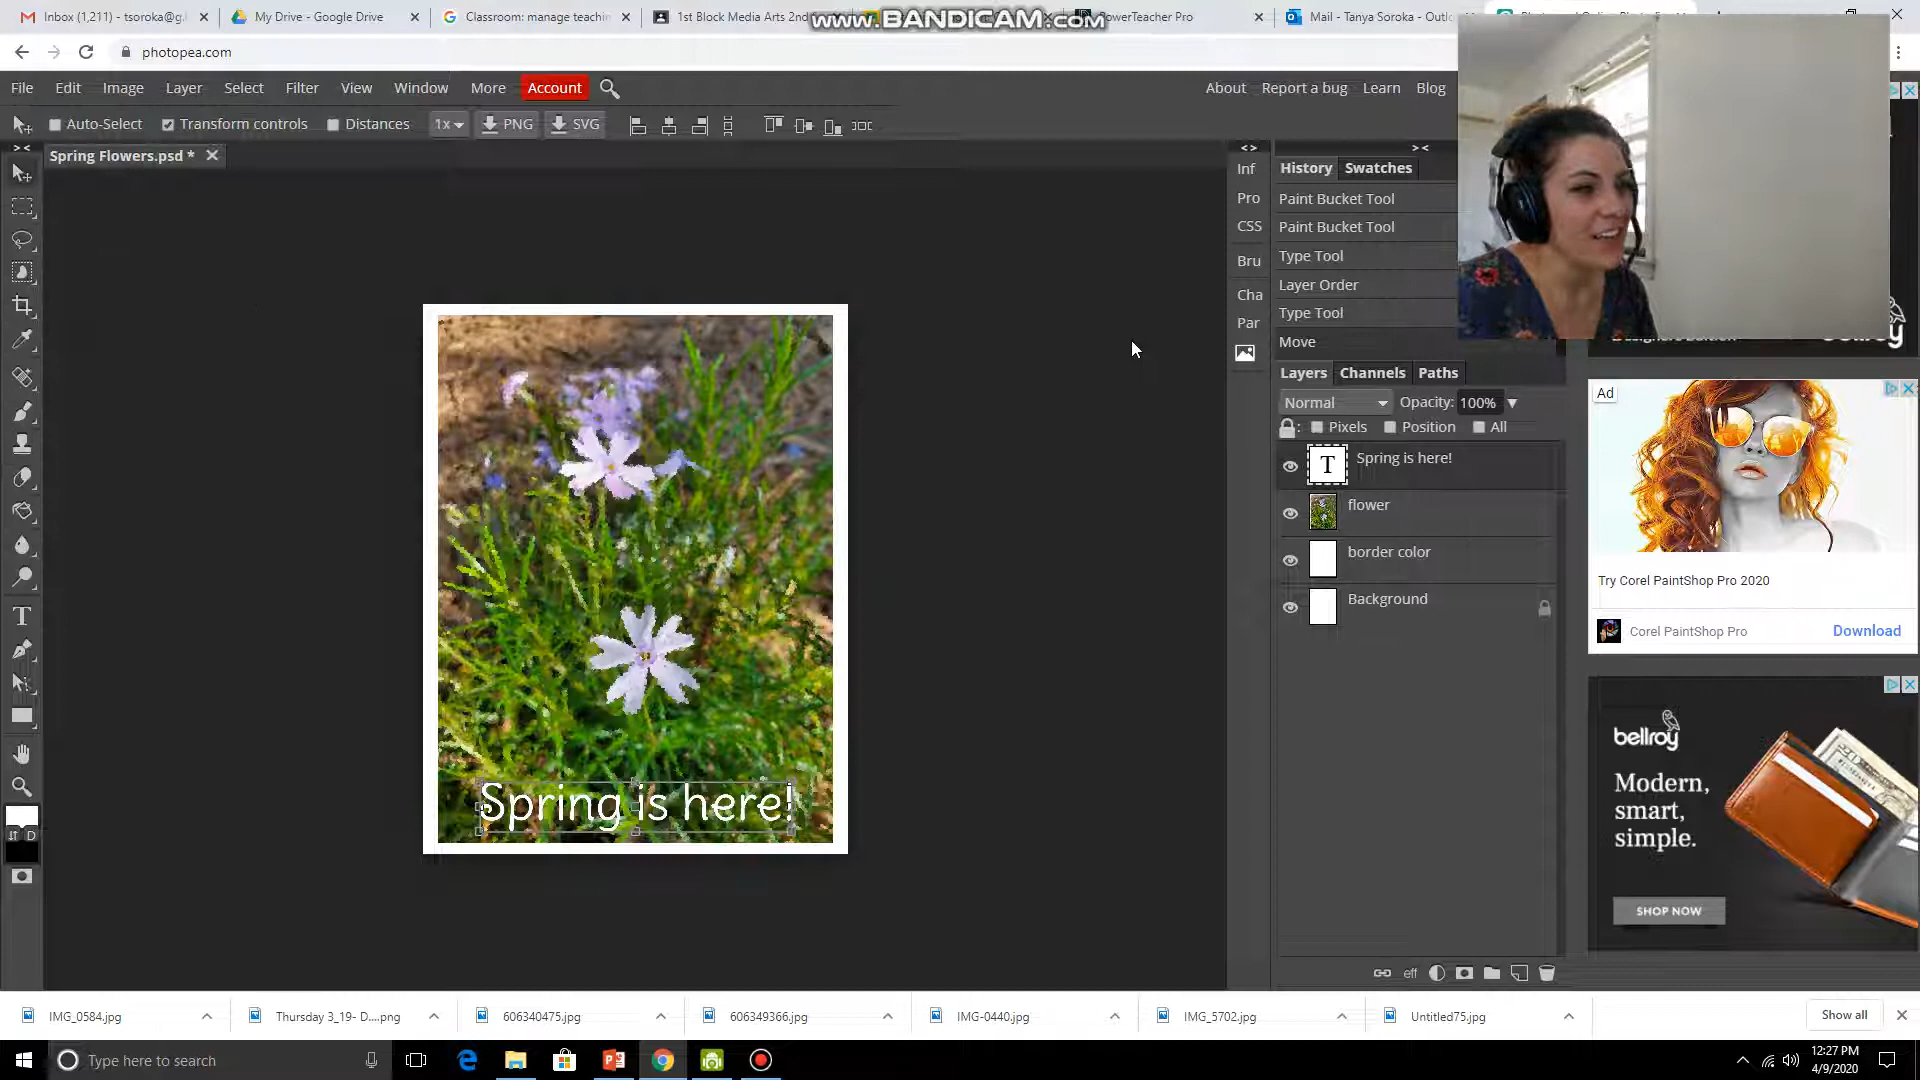 Inbox (1,211) - tsoroka@g.
My Drive - Google Drive
Classroom: manage teachin
1st Block Media Arts 2nd
www.BANDICAM.com
PowerTeacher Pro
Mail - Tanya Soroka - Outlo
photopea.com
File Edit Image Layer Select Filter View Window More Account
About Report a bug Learn Blog
Auto-Select Transform controls Distances 1x PNG SVG
Spring Flowers.psd *
History Swatches
Paint Bucket Tool
Paint Bucket Tool
Type Tool
Layer Order
Type Tool
Move
Inf
Pro
CSS
Bru
Cha
Par
Layers Channels Paths
Normal Opacity: 100%
Pixels Position All
Spring is here!
flower
border color
Background
eff
Spring is here!
T
T
D
Ad
Try Corel PaintShop Pro 2020
Corel PaintShop Pro Download
bellroy
Modern,
smart,
simple.
SHOP NOW
IMG_0584.jpg
Thursday 3_19- D....png
606340475.jpg
606349366.jpg
IMG-0440.jpg
IMG_5702.jpg
Untitled75.jpg
Show all
Type here to search
12:27 PM
4/9/2020